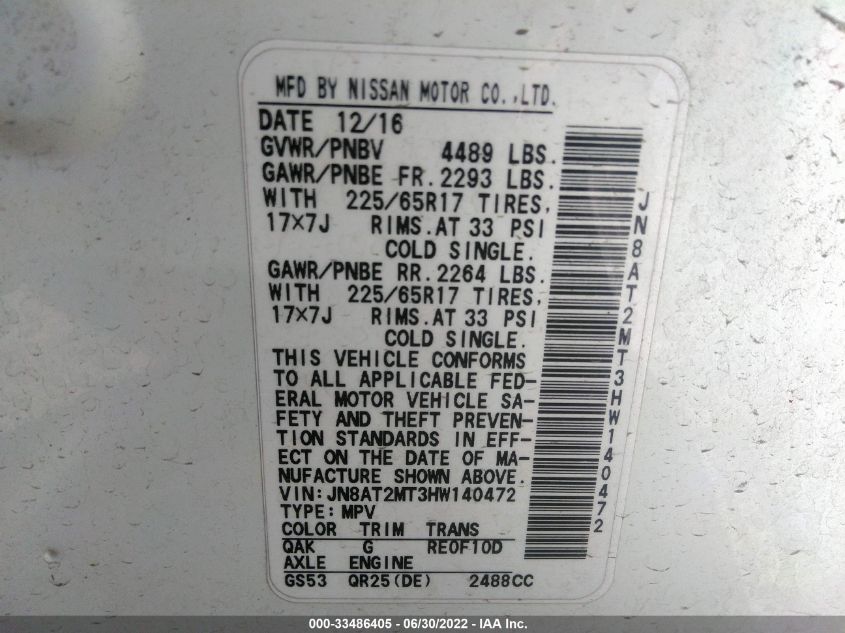 MFD BY NISSAN MOTOR CO.,LTD.
DATE 12/16
GVWR/PNBV 4489 LBS.
GAWR/PNBE FR. 2293 LBS.
WITH 225/65R17 TIRES,
17×7J RIMS. AT 33 PSI
COLD SINGLE.
GAWR/PNBE RR. 2264 LBS.
WITH 225/65R17 TIRES,
17×7J RIMS. AT 33 PSI
COLD SINGLE.
THIS VEHICLE CONFORMS
TO ALL APPLICABLE FED-
ERAL MOTOR VEHICLE SA-
FETY AND THEFT PREVEN-
TION STANDARDS IN EFF-
ECT ON THE DATE OF MA-
NUFACTURE SHOWN ABOVE.
VIN: JN8AT2MT3HW140472
TYPE: MPV
COLOR TRIM TRANS
QAK G RE0F10D
AXLE ENGINE
GS53 QR25(DE) 2488CC
JN8AT2MT3HW140472
000-33486405 - 06/30/2022 - IAA Inc.